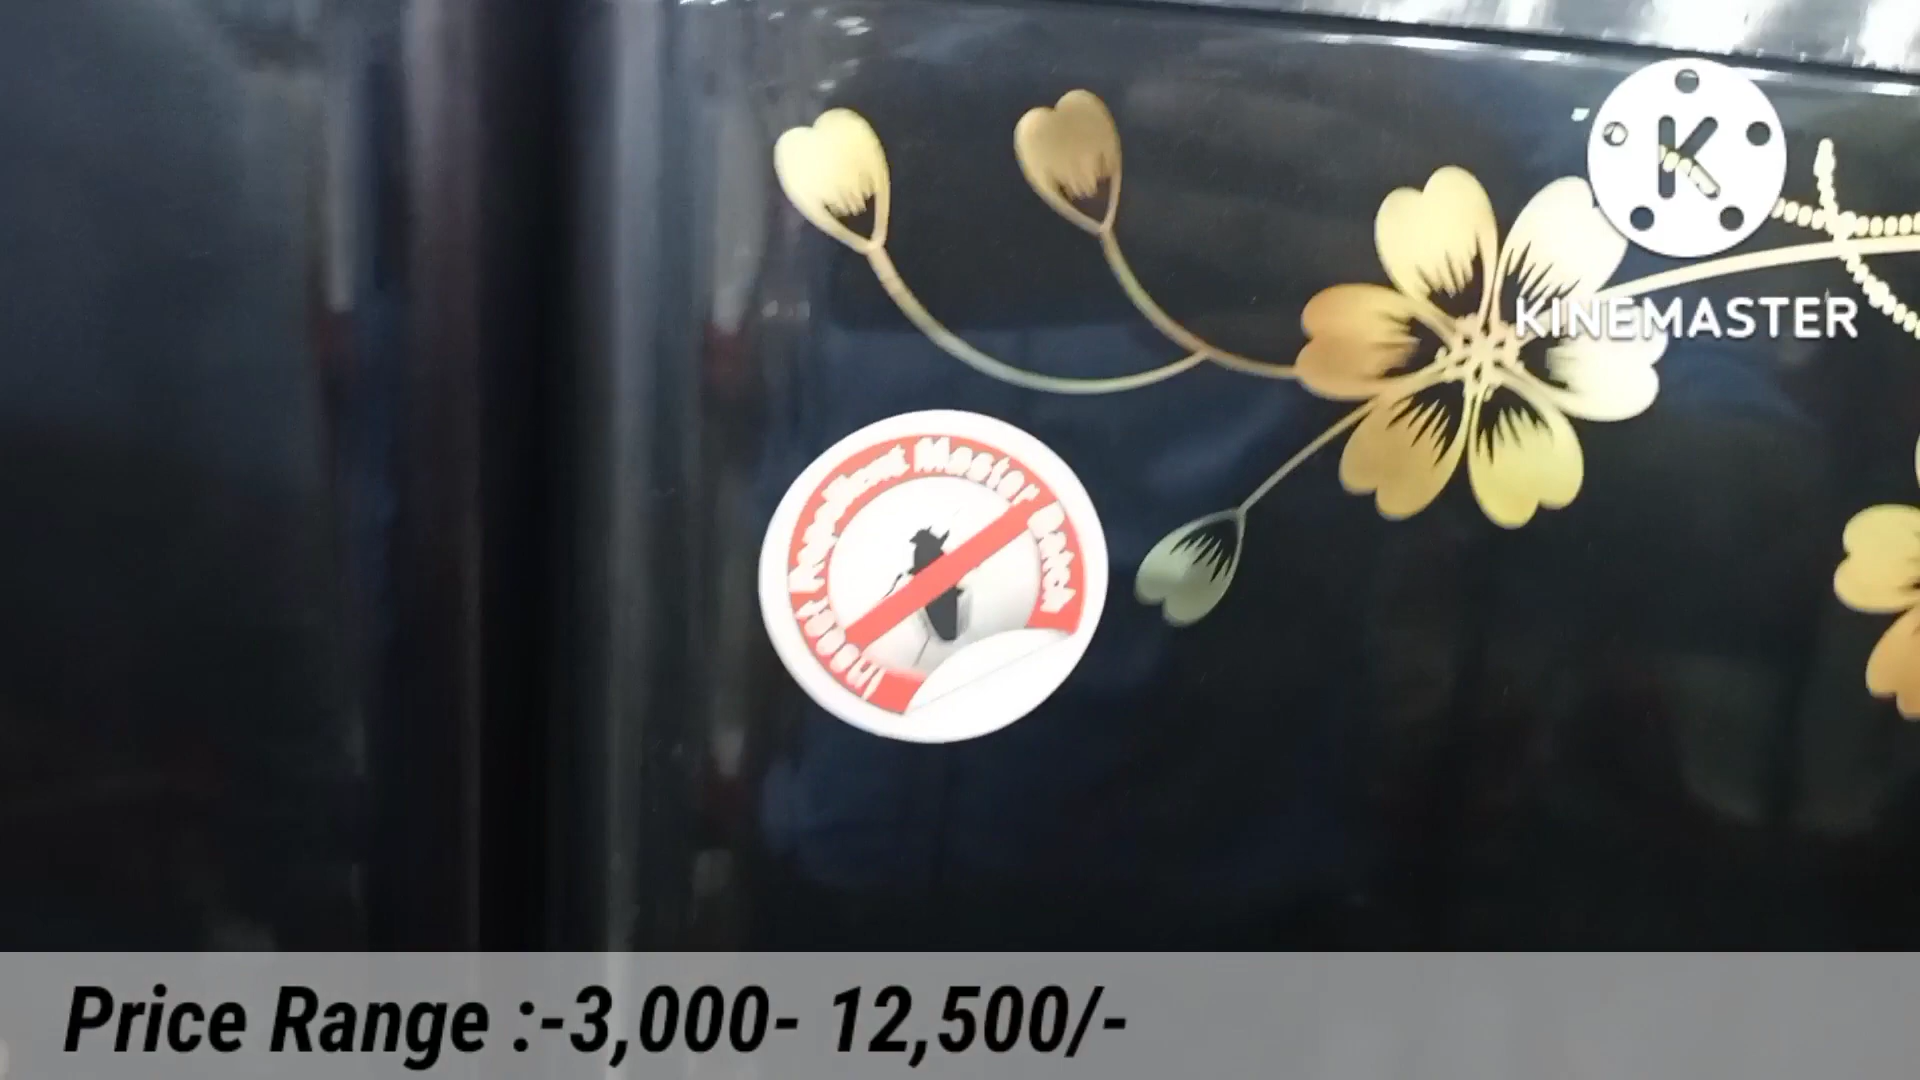 K
KINEMASTER
Insect Repellent Master Batch
Price Range :-3,000- 12,500/-